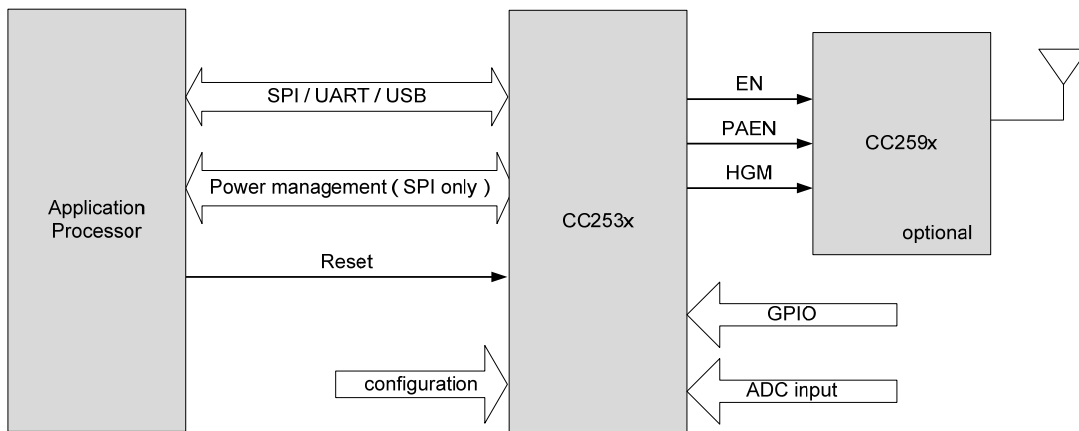 Application
Processor
SPI / UART / USB
Power management ( SPI only )
Reset
configuration
CC253x
EN
PAEN
HGM
CC259x
optional
GPIO
ADC input